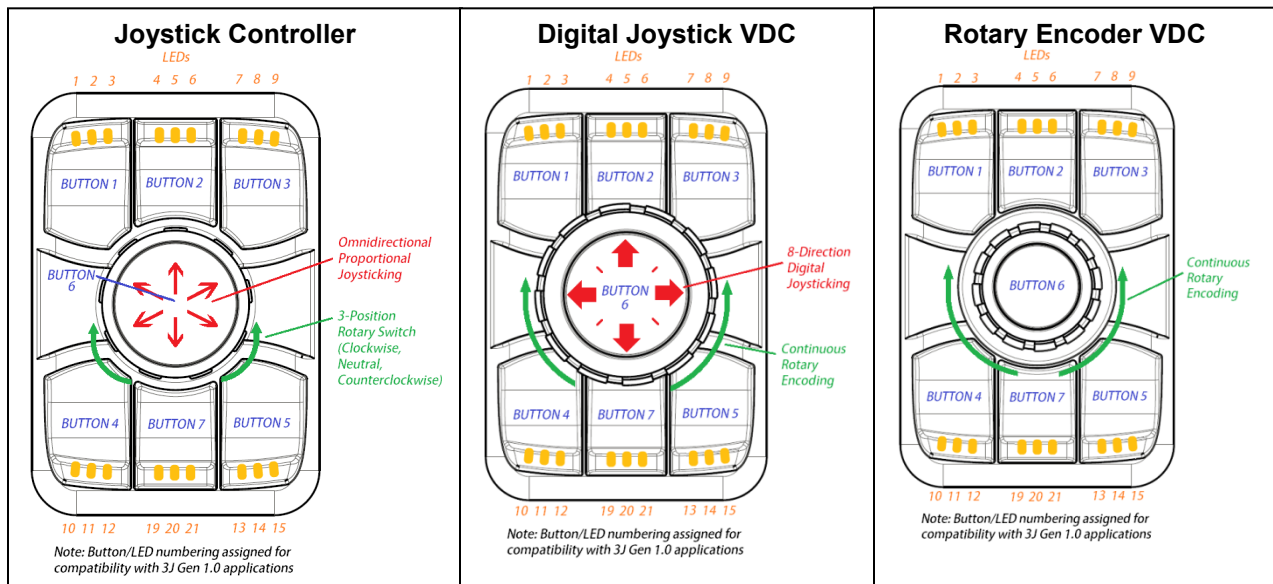 Joystick Controller
LEDs
1 2 3 4 5 6 7 8 9
BUTTON 1 BUTTON 2 BUTTON 3
BUTTON
6
Omnidirectional
Proportional
Joysticking
3-Position
Rotary Switch
(Clockwise,
Neutral,
Counterclockwise)
BUTTON 4 BUTTON 7 BUTTON 5
10 11 12 19 20 21 13 14 15
Note: Button/LED numbering assigned for
compatibility with 3J Gen 1.0 applications
Digital Joystick VDC
LEDs
1 2 3 4 5 6 7 8 9
BUTTON 1 BUTTON 2 BUTTON 3
BUTTON
6
8-Direction
Digital
Joysticking
Continuous
Rotary
Encoding
BUTTON 4 BUTTON 7 BUTTON 5
10 11 12 19 20 21 13 14 15
Note: Button/LED numbering assigned for
compatibility with 3J Gen 1.0 applications
Rotary Encoder VDC
LEDs
1 2 3 4 5 6 7 8 9
BUTTON 1 BUTTON 2 BUTTON 3
BUTTON 6
Continuous
Rotary
Encoding
BUTTON 4 BUTTON 7 BUTTON 5
10 11 12 19 20 21 13 14 15
Note: Button/LED numbering assigned for
compatibility with 3J Gen 1.0 applications